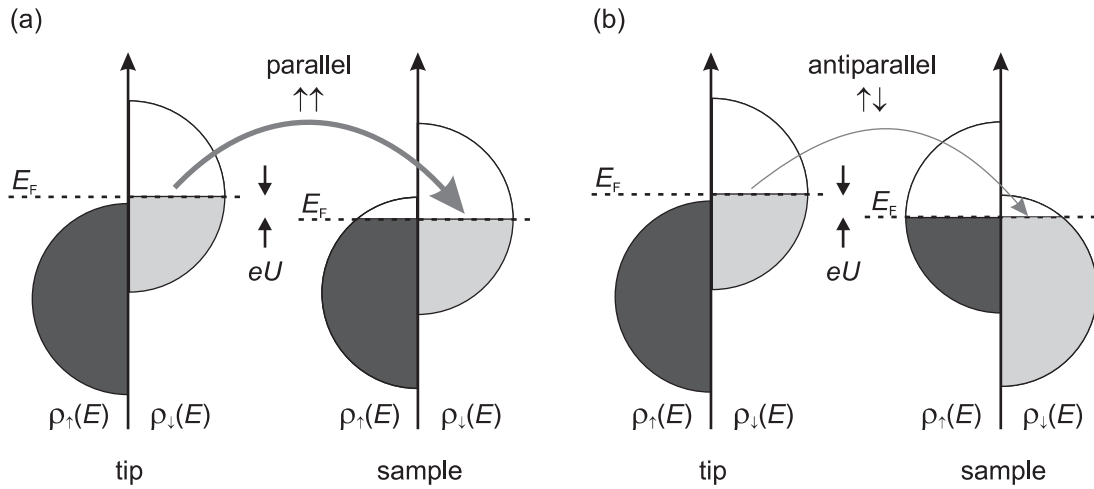 (a)
parallel
↑↑
E_F
E_F
eU
ρ↑(E) ρ↓(E)
ρ↑(E) ρ↓(E)
tip
sample
(b)
antiparallel
↑↓
E_F
E_F
eU
ρ↑(E) ρ↓(E)
ρ↑(E) ρ↓(E)
tip
sample